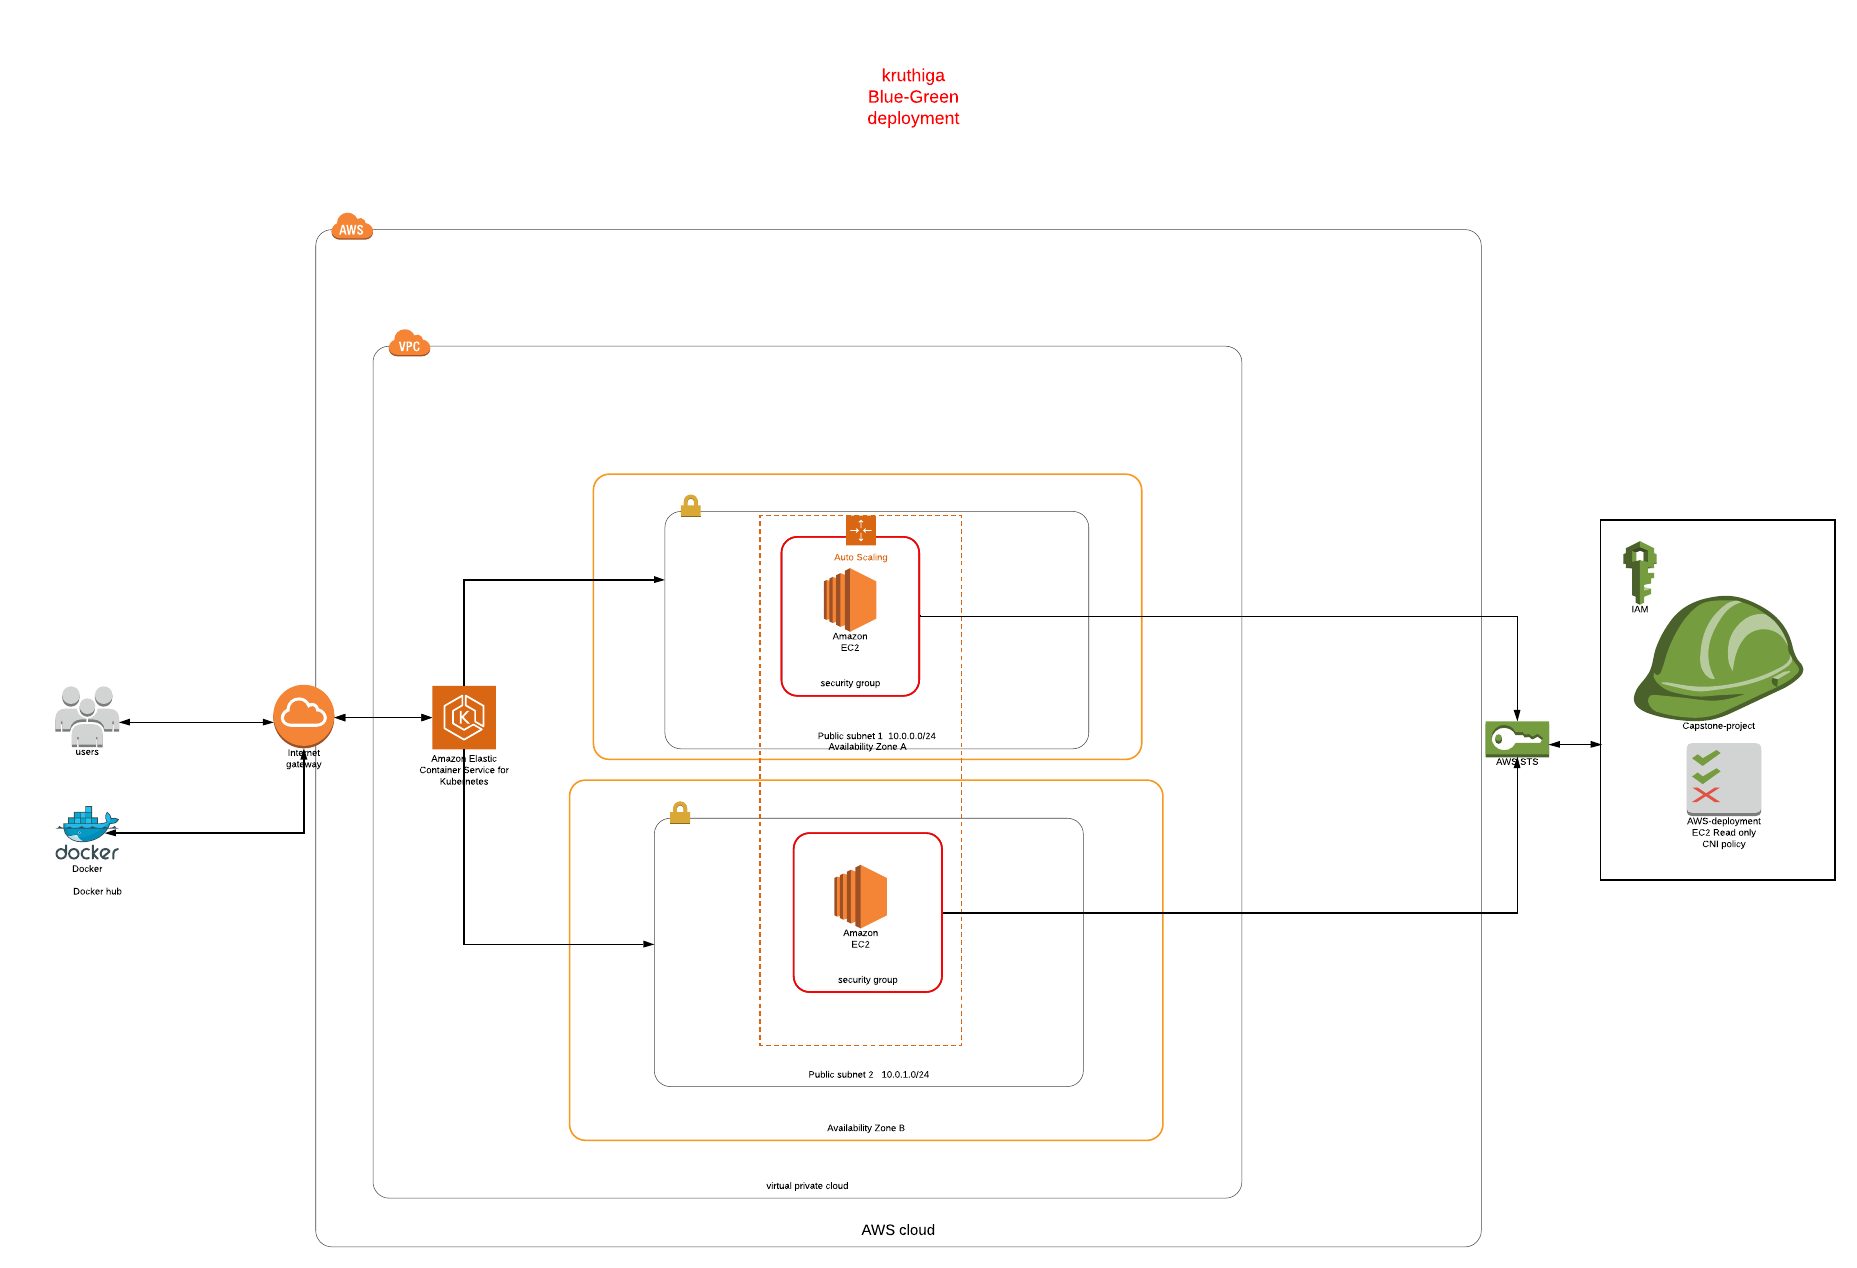 kruthiga
Blue-Green
deployment
AWS
VPC
Auto Scaling
Amazon
EC2
security group
Public subnet 1  10.0.0.0/24
Availability Zone A
users
Internet
gateway
K
Amazon Elastic
Container Service for
Kubernetes
docker
Docker
Docker hub
Amazon
EC2
security group
Public subnet 2   10.0.1.0/24
Availability Zone B
virtual private cloud
AWS cloud
AWS STS
IAM
Capstone-project
AWS-deployment
EC2 Read only
CNI policy